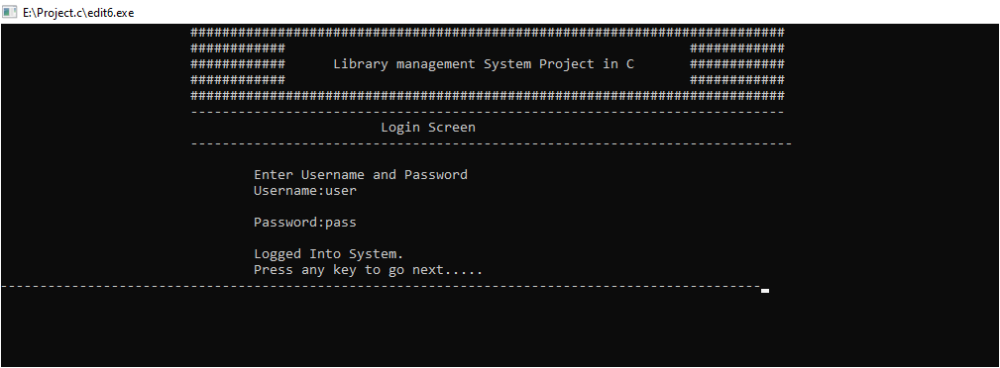 E:\Project.c\edit6.exe
###########################################################################
############                                                   ############
############      Library management System Project in C       ############
############                                                   ############
###########################################################################
---------------------------------------------------------------------------
Login Screen
----------------------------------------------------------------------------
Enter Username and Password
Username:user
Password:pass
Logged Into System.
Press any key to go next.....
------------------------------------------------------------------------------------------------